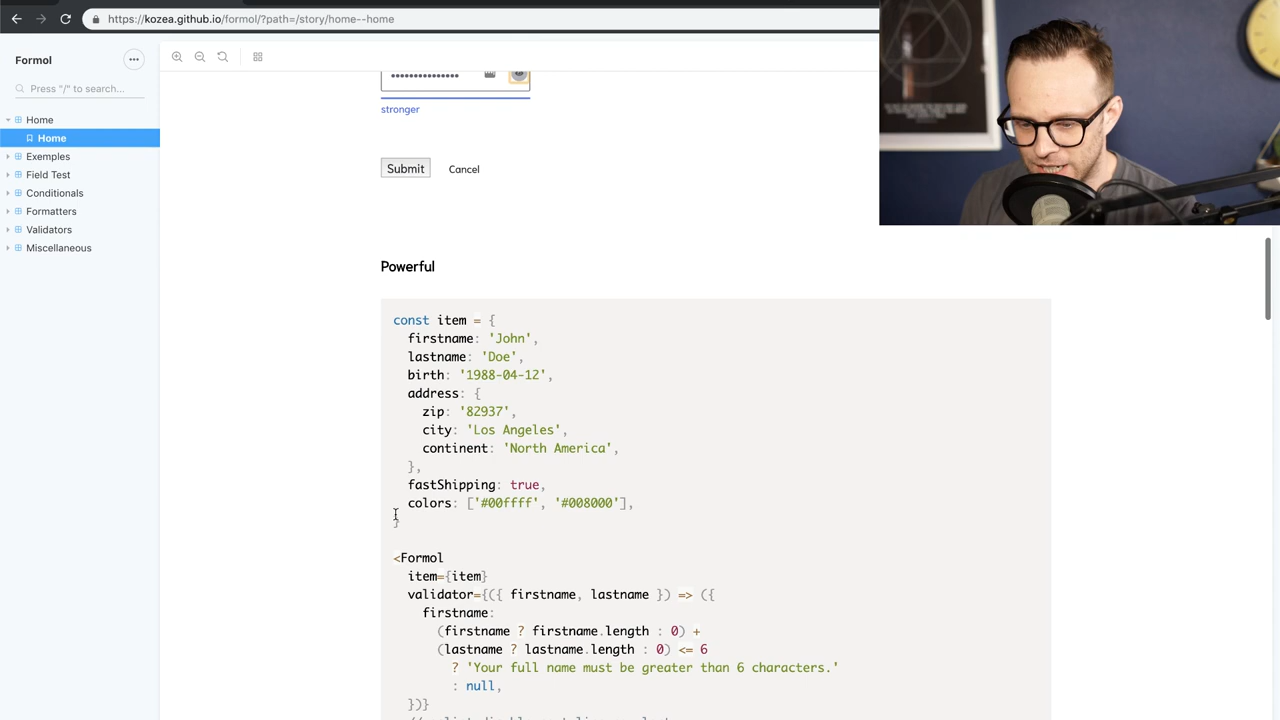 https://kozea.github.io/formol/?path=/story/home--home
Formol
Press "/" to search...
Home
Home
Exemples
Field Test
Conditionals
Formatters
Validators
Miscellaneous
stronger
Submit Cancel
Powerful
const item = {
firstname: 'John',
lastname: 'Doe',
birth: '1988-04-12',
address: {
zip: '82937',
city: 'Los Angeles',
continent: 'North America',
},
fastShipping: true,
colors: ['#00ffff', '#008000'],
}
<Formol
item={item}
validator={({ firstname, lastname }) => ({
firstname:
(firstname ? firstname.length : 0) +
(lastname ? lastname.length : 0) <= 6
? 'Your full name must be greater than 6 characters.'
: null,
})}